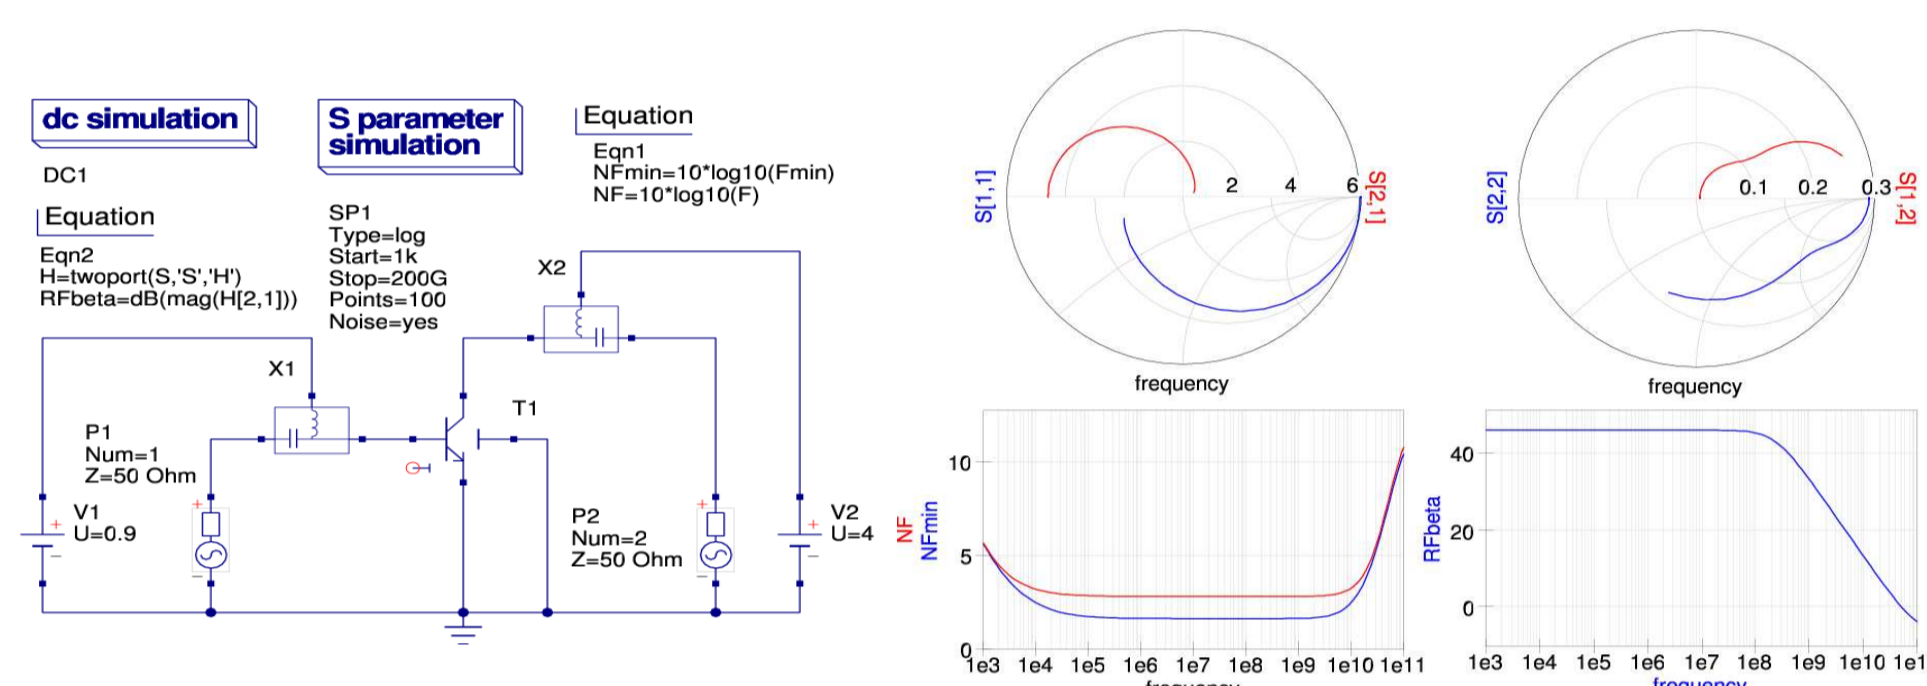 dc simulation
DC1
Equation
Eqn2
H=twoport(S,'S','H')
RFbeta=dB(mag(H[2,1]))
S parameter
simulation
SP1
Type=log
Start=1k
Stop=200G
Points=100
Noise=yes
Equation
Eqn1
NFmin=10*log10(Fmin)
NF=10*log10(F)
X1
X2
T1
P1
Num=1
Z=50 Ohm
V1
U=0.9
+
−
+
−
P2
Num=2
Z=50 Ohm
+
−
V2
U=4
+
−
S[1,1]
2 4 6
S[2,1]
frequency
S[2,2]
0.1 0.2 0.3
S[1,2]
frequency
NF
NFmin
10
5
0
1e3 1e4 1e5 1e6 1e7 1e8 1e9 1e10 1e11
frequency
RFbeta
40
20
0
1e3 1e4 1e5 1e6 1e7 1e8 1e9 1e10 1e1
frequency